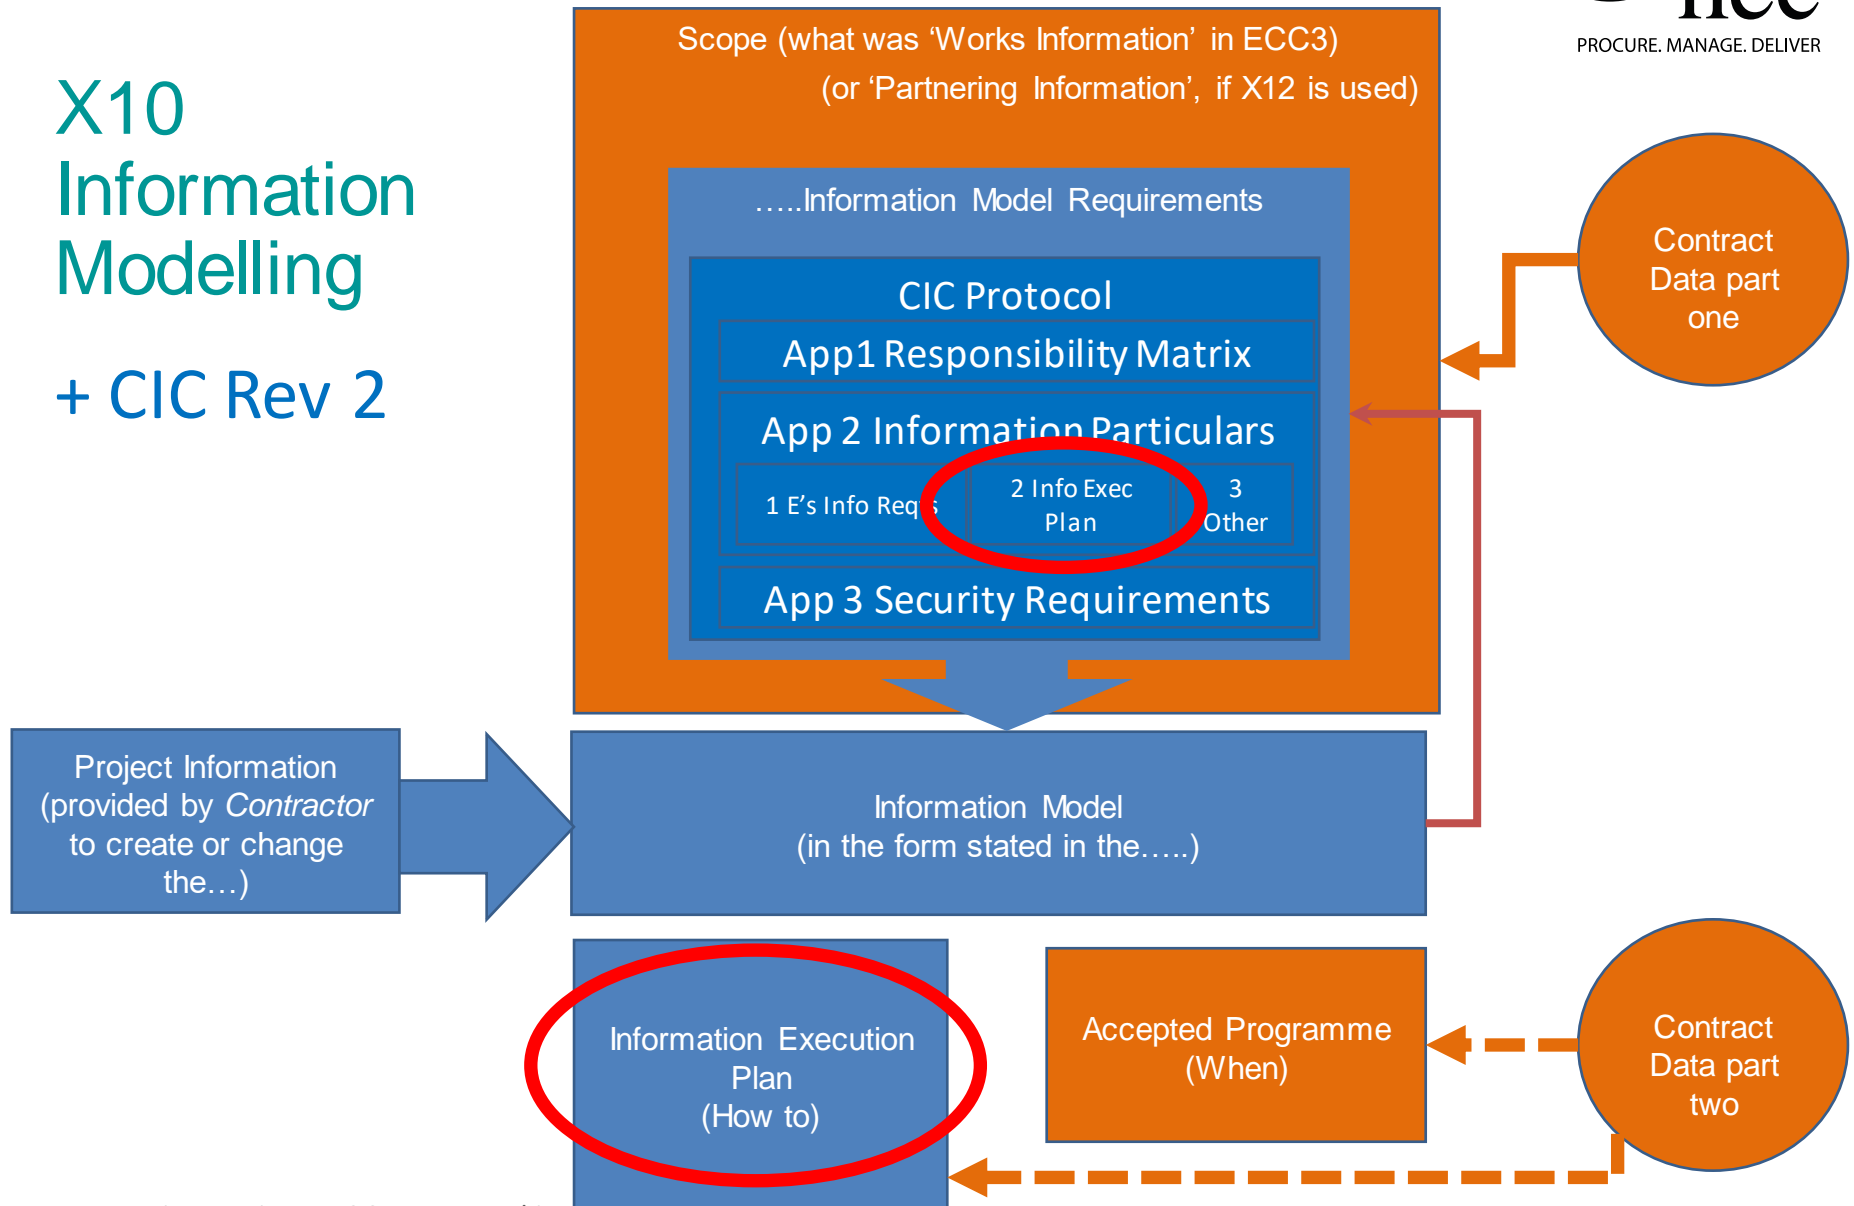 X10
Information
Modelling
+ CIC Rev 2
nec
PROCURE. MANAGE. DELIVER
Scope (what was ‘Works Information’ in ECC3)
(or ‘Partnering Information’, if X12 is used)
…..Information Model Requirements
CIC Protocol
App1 Responsibility Matrix
App 2 Information Particulars
1 E’s Info Reqts
2 Info Exec
Plan
3
Other
App 3 Security Requirements
Contract
Data part
one
Project Information
(provided by Contractor
to create or change
the…)
Information Model
(in the form stated in the…..)
Information Execution
Plan
(How to)
Accepted Programme
(When)
Contract
Data part
two